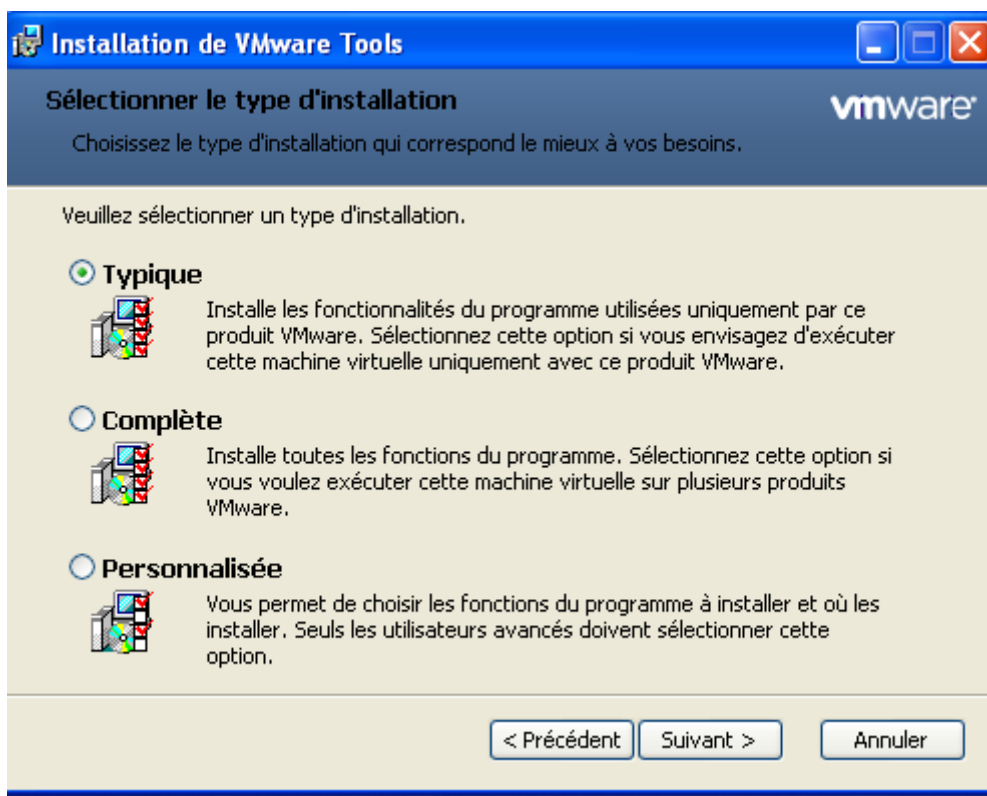 Installation de VMware Tools
Sélectionner le type d'installation
vmware
Choisissez le type d'installation qui correspond le mieux à vos besoins.
Veuillez sélectionner un type d'installation.
Typique
Installe les fonctionnalités du programme utilisées uniquement par ce
produit VMware. Sélectionnez cette option si vous envisagez d'exécuter
cette machine virtuelle uniquement avec ce produit VMware.
Complète
Installe toutes les fonctions du programme. Sélectionnez cette option si
vous voulez exécuter cette machine virtuelle sur plusieurs produits
VMware.
Personnalisée
Vous permet de choisir les fonctions du programme à installer et où les
installer. Seuls les utilisateurs avancés doivent sélectionner cette
option.
< Précédent Suivant > Annuler